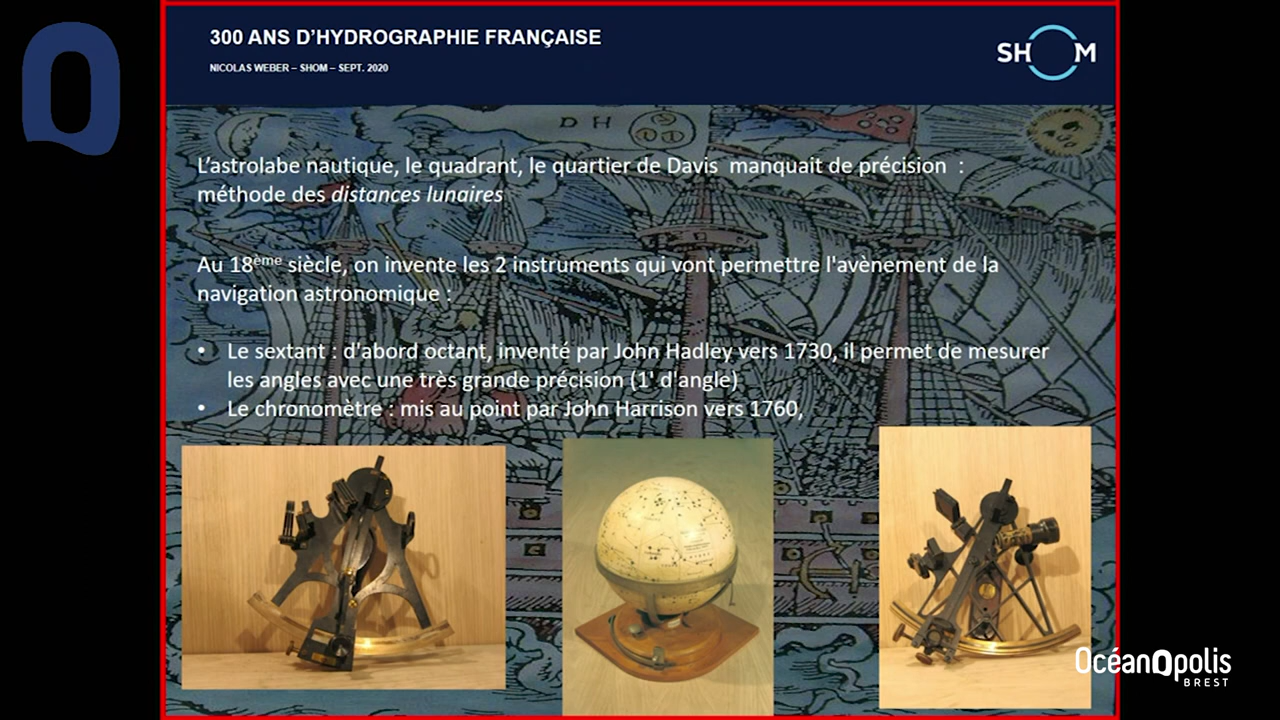 300 ANS D'HYDROGRAPHIE FRANÇAISE
NICOLAS WEBER – SHOM – SEPT. 2020
SHOM
D H
L'astrolabe nautique, le quadrant, le quartier de Davis manquait de précision :
méthode des distances lunaires
Au 18ème siècle, on invente les 2 instruments qui vont permettre l'avènement de la
navigation astronomique :
• Le sextant : d'abord octant, inventé par John Hadley vers 1730, il permet de mesurer
les angles avec une très grande précision (1' d'angle)
• Le chronomètre : mis au point par John Harrison vers 1760,
OcéanOpolis
BREST